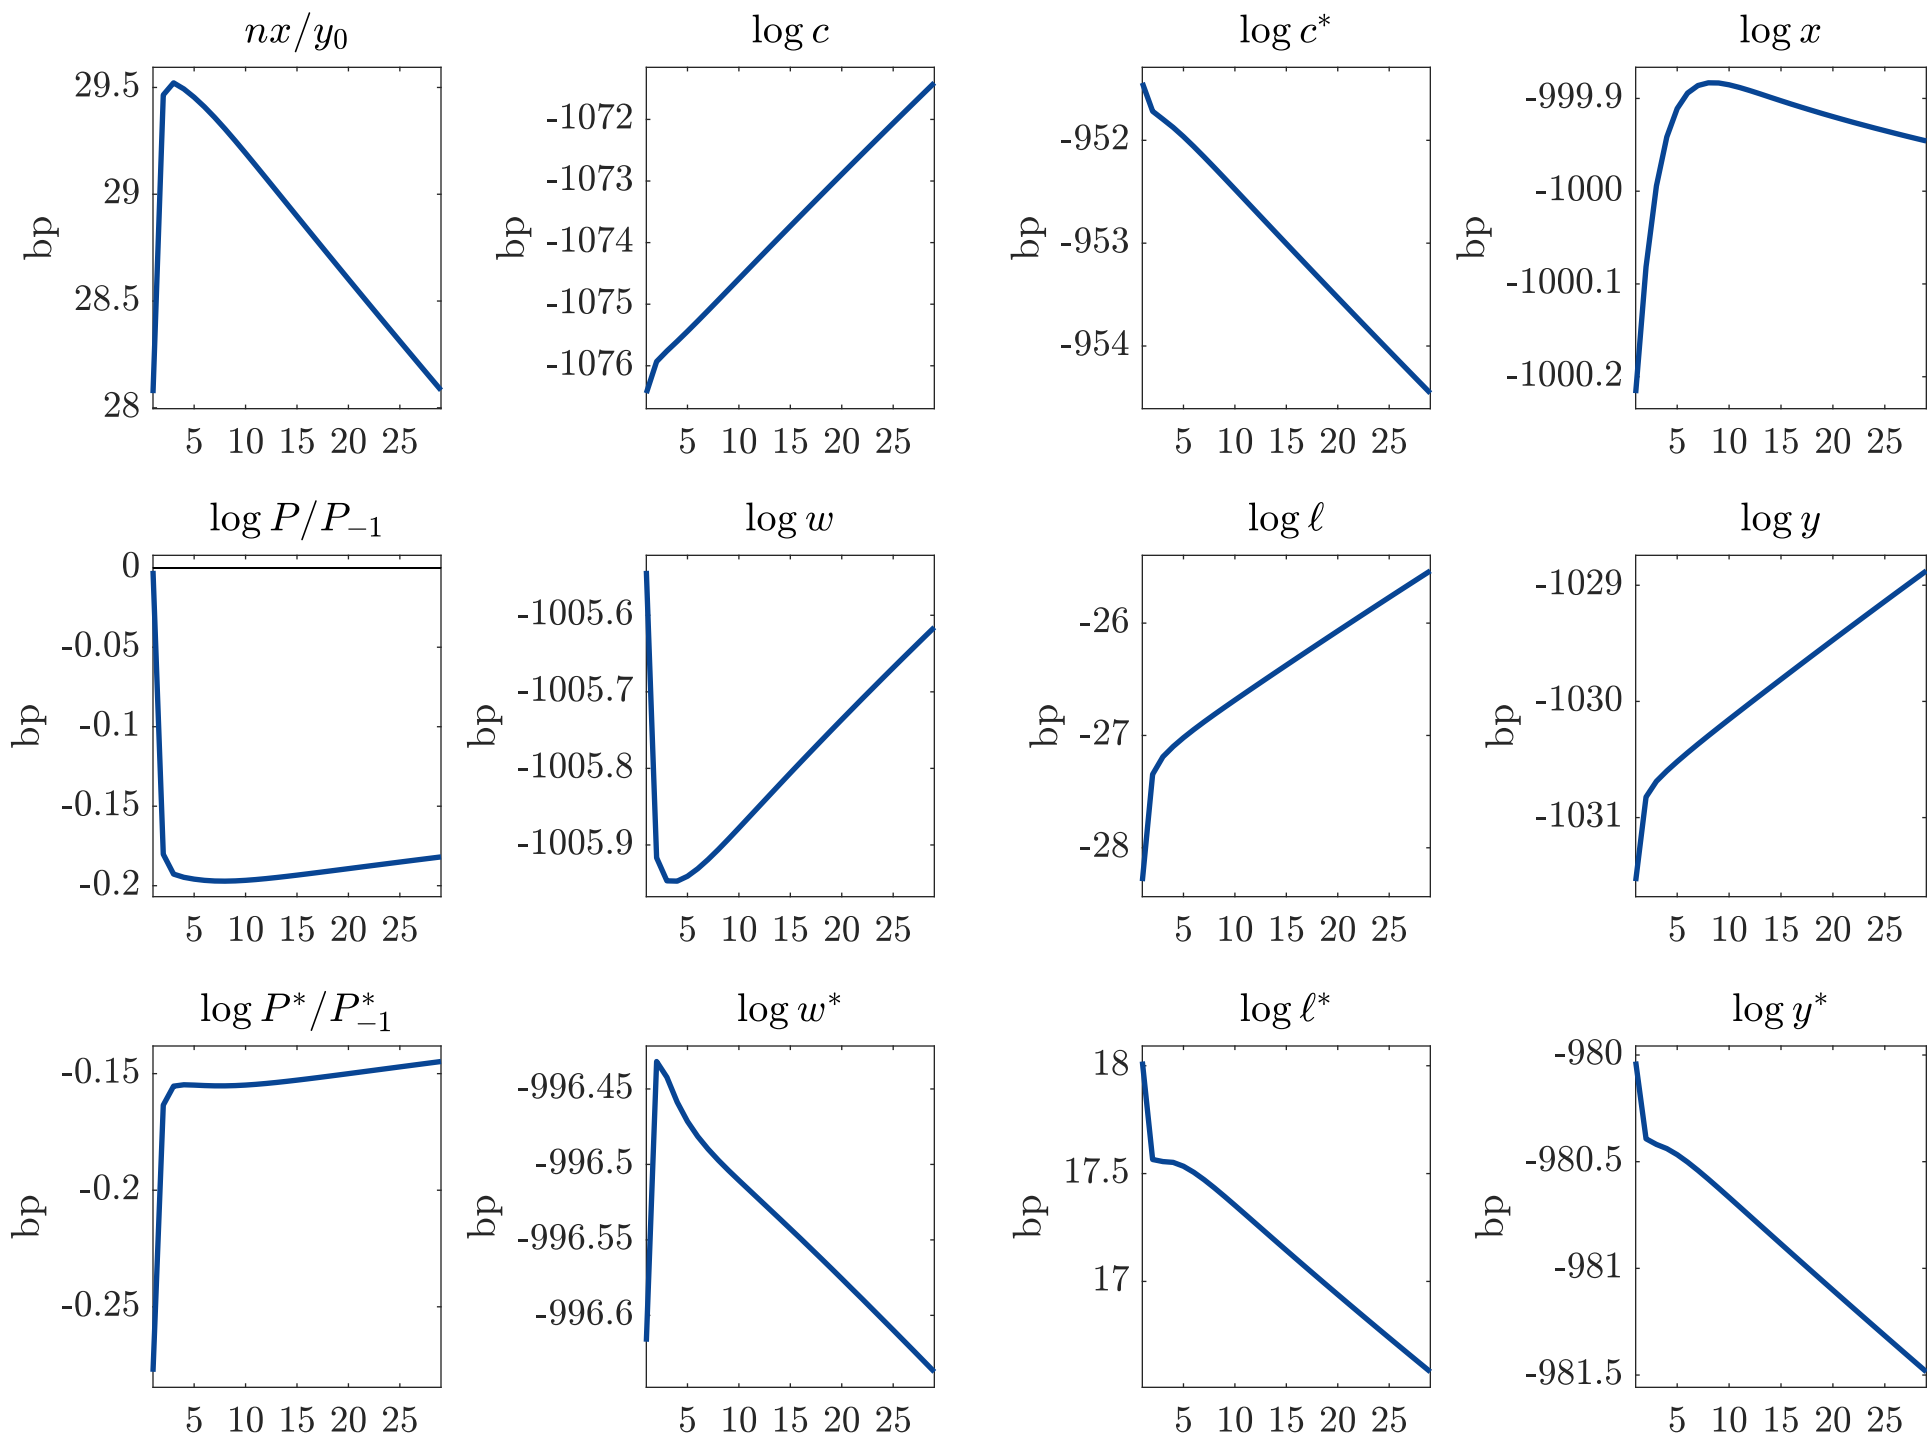 nx/y₀
bp
29.5
29
28.5
28
5 10 15 20 25
log c
bp
-1072
-1073
-1074
-1075
-1076
5 10 15 20 25
log c*
bp
-952
-953
-954
5 10 15 20 25
log x
bp
-999.9
-1000
-1000.1
-1000.2
5 10 15 20 25
log P/P₋₁
bp
0
-0.05
-0.1
-0.15
-0.2
5 10 15 20 25
log w
bp
-1005.6
-1005.7
-1005.8
-1005.9
5 10 15 20 25
log ℓ
bp
-26
-27
-28
5 10 15 20 25
log y
bp
-1029
-1030
-1031
5 10 15 20 25
log P*/P*₋₁
bp
-0.15
-0.2
-0.25
5 10 15 20 25
log w*
bp
-996.45
-996.5
-996.55
-996.6
5 10 15 20 25
log ℓ*
bp
18
17.5
17
5 10 15 20 25
log y*
bp
-980
-980.5
-981
-981.5
5 10 15 20 25